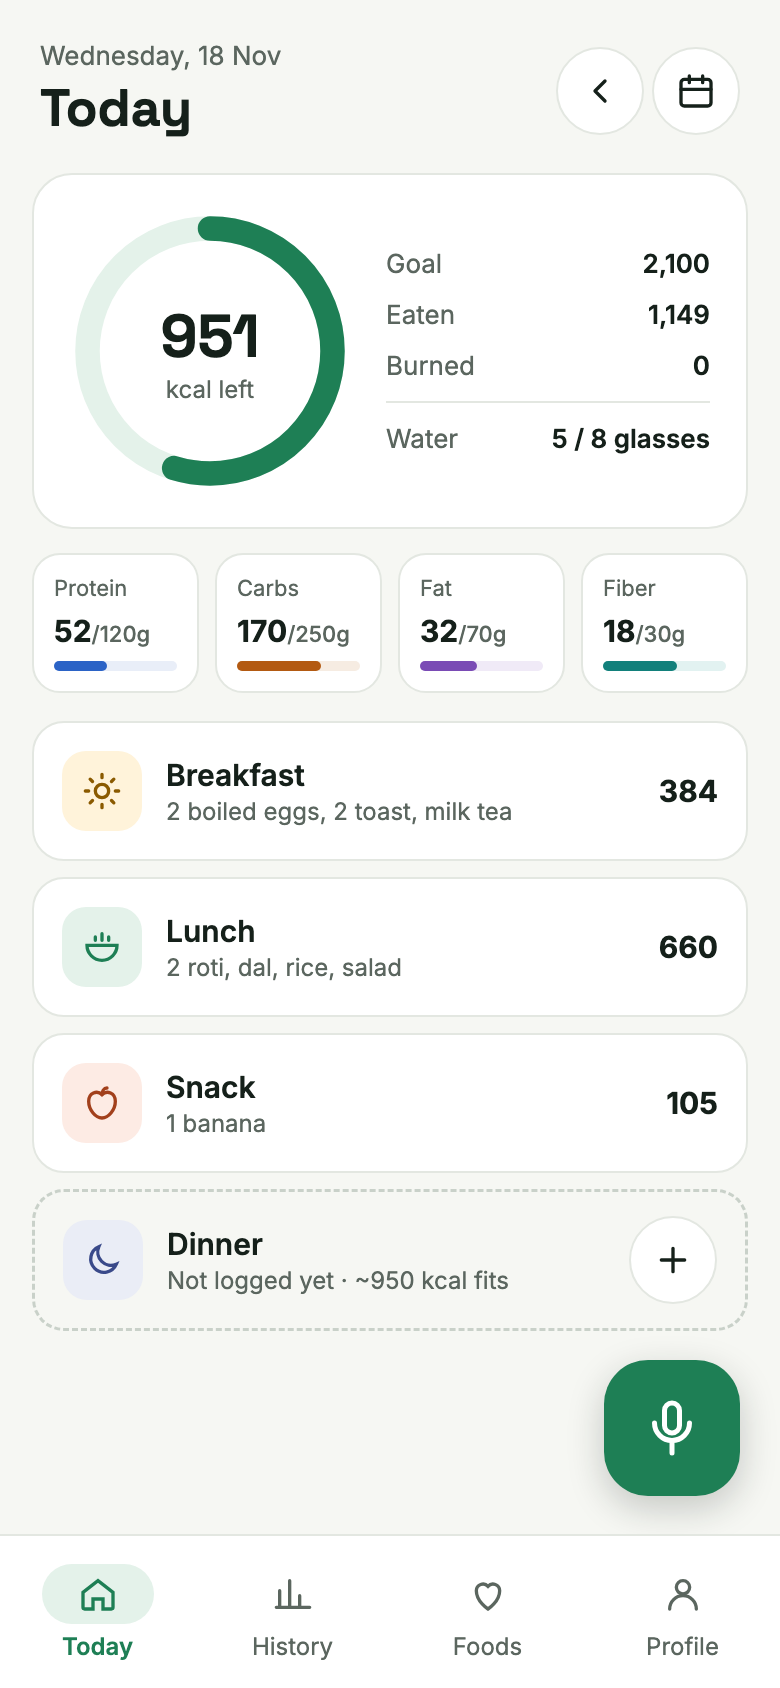 Wednesday, 18 Nov
Today
951
kcal left
Goal 2,100
Eaten 1,149
Burned 0
Water 5 / 8 glasses
Protein
52/120g
Carbs
170/250g
Fat
32/70g
Fiber
18/30g
Breakfast
2 boiled eggs, 2 toast, milk tea
384
Lunch
2 roti, dal, rice, salad
660
Snack
1 banana
105
Dinner
Not logged yet · ~950 kcal fits
Today
History
Foods
Profile